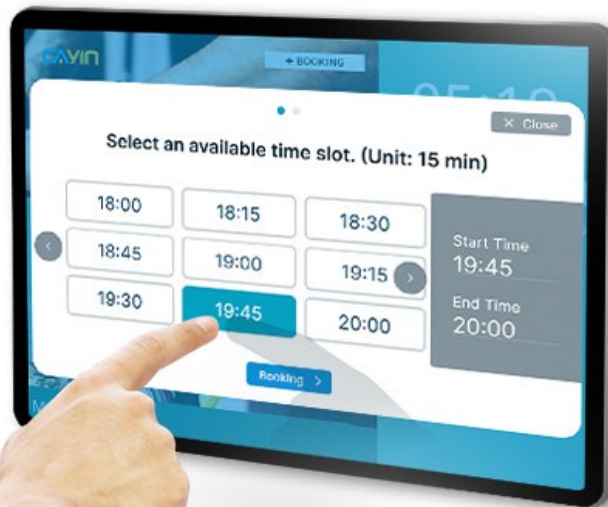 CAYIN
+ BOOKING
× Close
Select an available time slot. (Unit: 15 min)
18:00
18:15
18:30
18:45
19:00
19:15
19:30
19:45
20:00
Start Time
19:45
End Time
20:00
Booking >